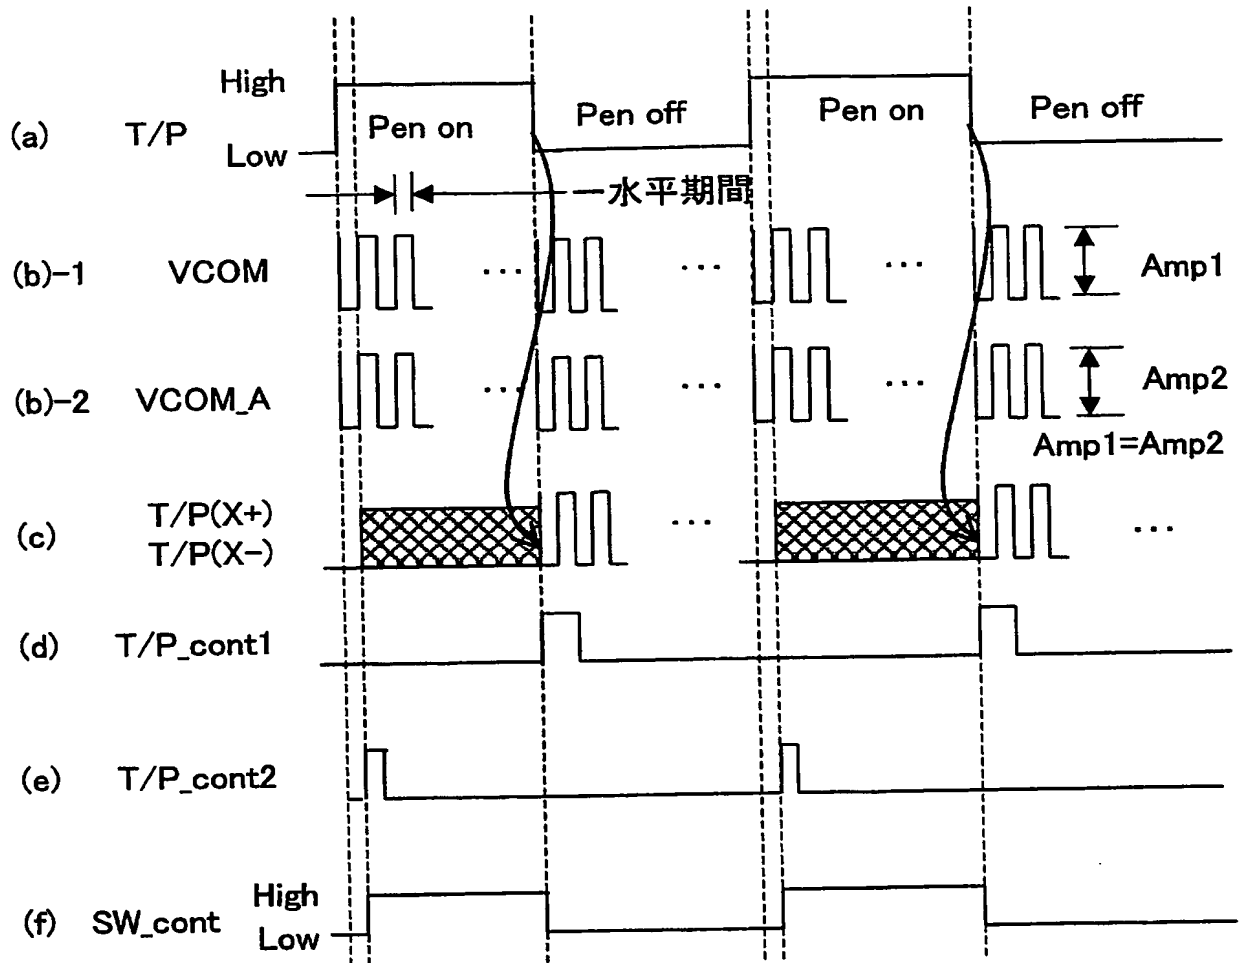 High
(a) T/P Pen on Pen off Pen on Pen off
Low
一水平期間
(b)-1 VCOM ... ... ... Amp1
(b)-2 VCOM_A ... ... ... Amp2
Amp1=Amp2
T/P(X+)
(c) ... ...
T/P(X-)
(d) T/P_cont1
(e) T/P_cont2
High
(f) SW_cont
Low